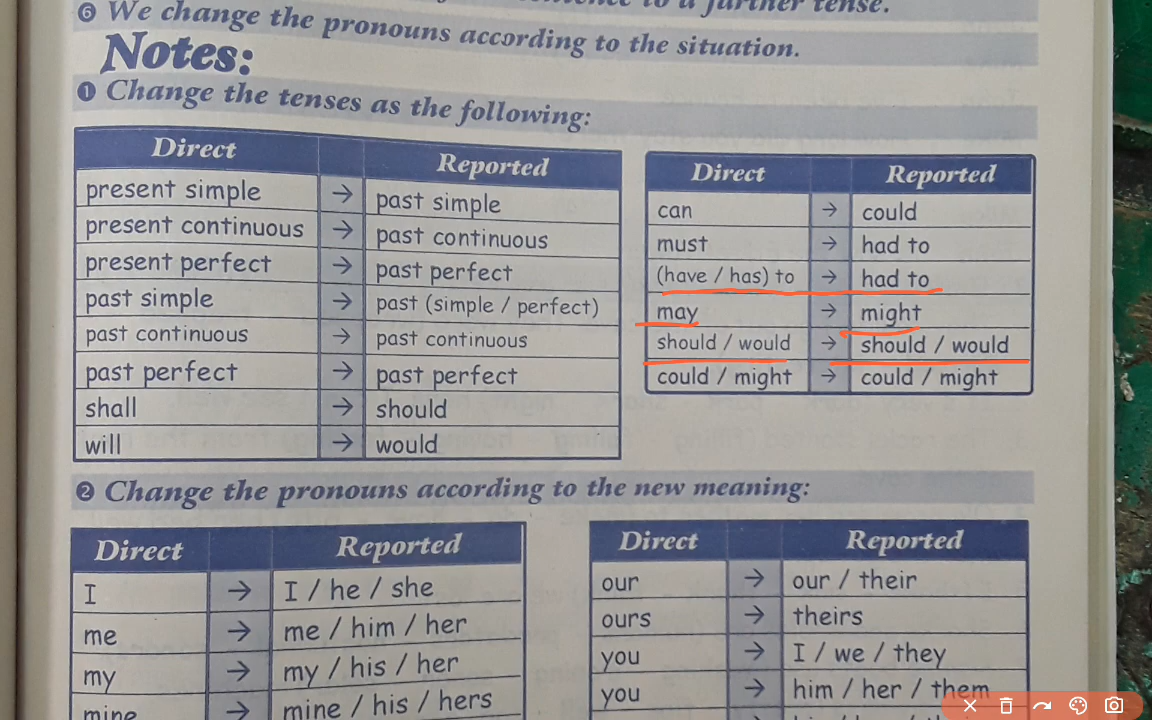 to a further tense.
❻ We change the pronouns according to the situation.
Notes:
❶ Change the tenses as the following:
Direct Reported
present simple → past simple
present continuous → past continuous
present perfect → past perfect
past simple → past (simple / perfect)
past continuous → past continuous
past perfect → past perfect
shall → should
will → would
Direct Reported
can → could
must → had to
(have / has) to → had to
may → might
should / would → should / would
could / might → could / might
❷ Change the pronouns according to the new meaning:
Direct Reported
I → I / he / she
me → me / him / her
my → my / his / her
mine → mine / his / hers
Direct Reported
our → our / their
ours → theirs
you → I / we / they
you → him / her / them